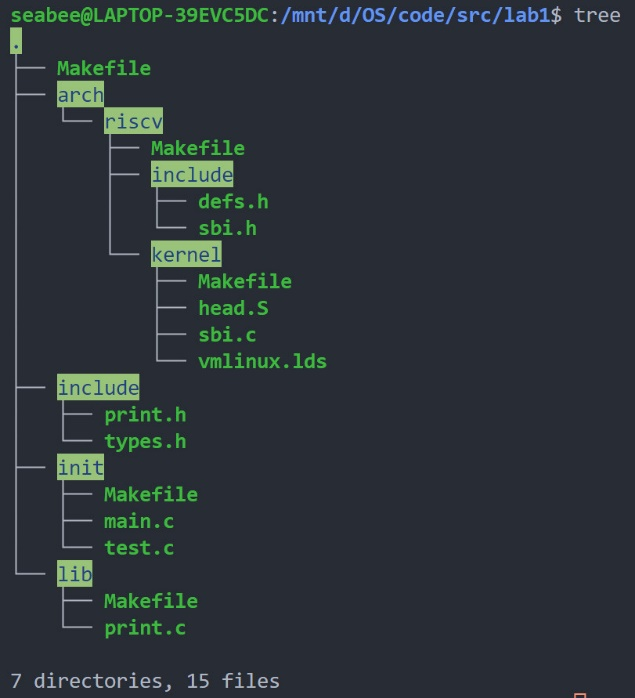 seabee@LAPTOP-39EVC5DC:/mnt/d/OS/code/src/lab1$ tree
.
├── Makefile
├── arch
│   └── riscv
│       ├── Makefile
│       ├── include
│       │   ├── defs.h
│       │   └── sbi.h
│       └── kernel
│           ├── Makefile
│           ├── head.S
│           ├── sbi.c
│           └── vmlinux.lds
├── include
│   ├── print.h
│   └── types.h
├── init
│   ├── Makefile
│   ├── main.c
│   └── test.c
└── lib
    ├── Makefile
    └── print.c
7 directories, 15 files